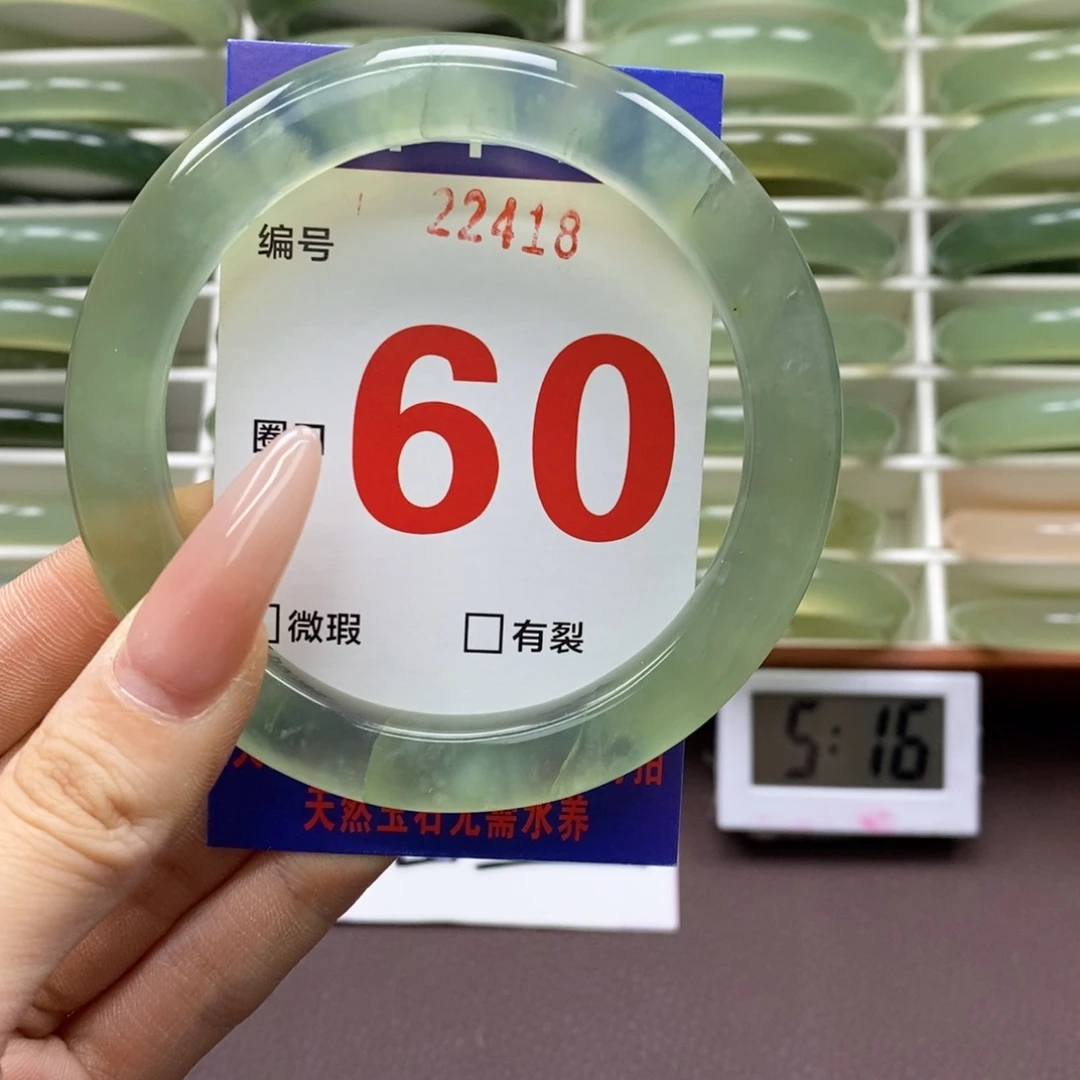 编号 22418
圈
60
微瑕 □有裂
拍
天然玉石无需水养
5:16